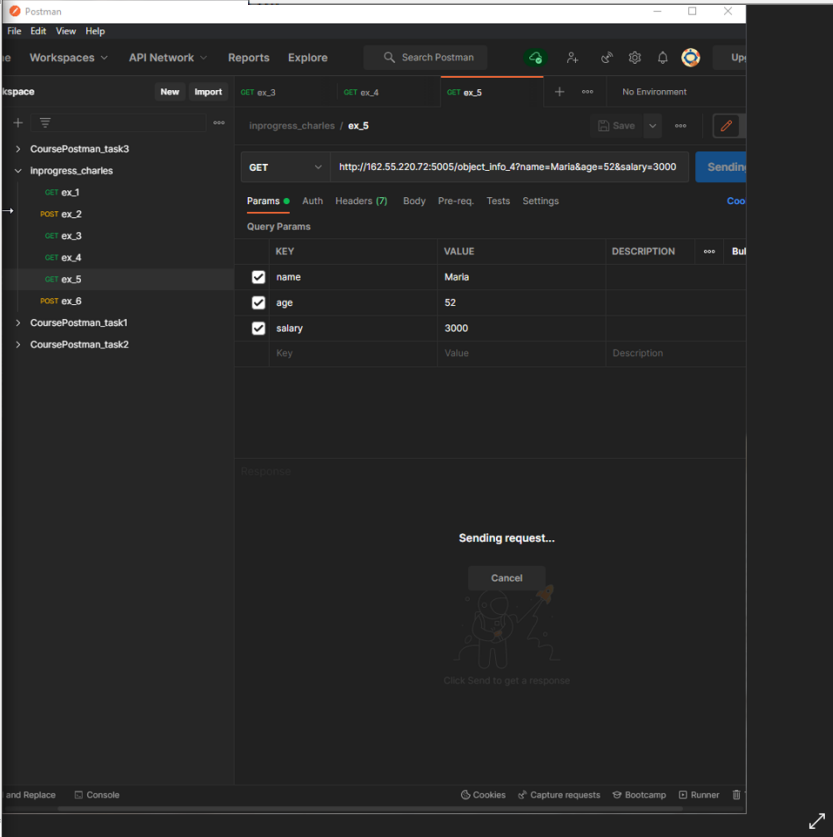 Postman
File Edit View Help
Workspaces API Network Reports Explore Search Postman
New Import
GET ex_3 GET ex_4 GET ex_5 No Environment
inprogress_charles / ex_5 Save
CoursePostman_task3
inprogress_charles
GET ex_1
POST ex_2
GET ex_3
GET ex_4
GET ex_5
POST ex_6
CoursePostman_task1
CoursePostman_task2
GET http://162.55.220.72:5005/object_info_4?name=Maria&age=52&salary=3000 Sendin
Params Auth Headers (7) Body Pre-req. Tests Settings Coo
Query Params
KEY VALUE DESCRIPTION
name Maria
age 52
salary 3000
Key Value Description
Response
Sending request...
Cancel
Click Send to get a response
and Replace Console Cookies Capture requests Bootcamp Runner